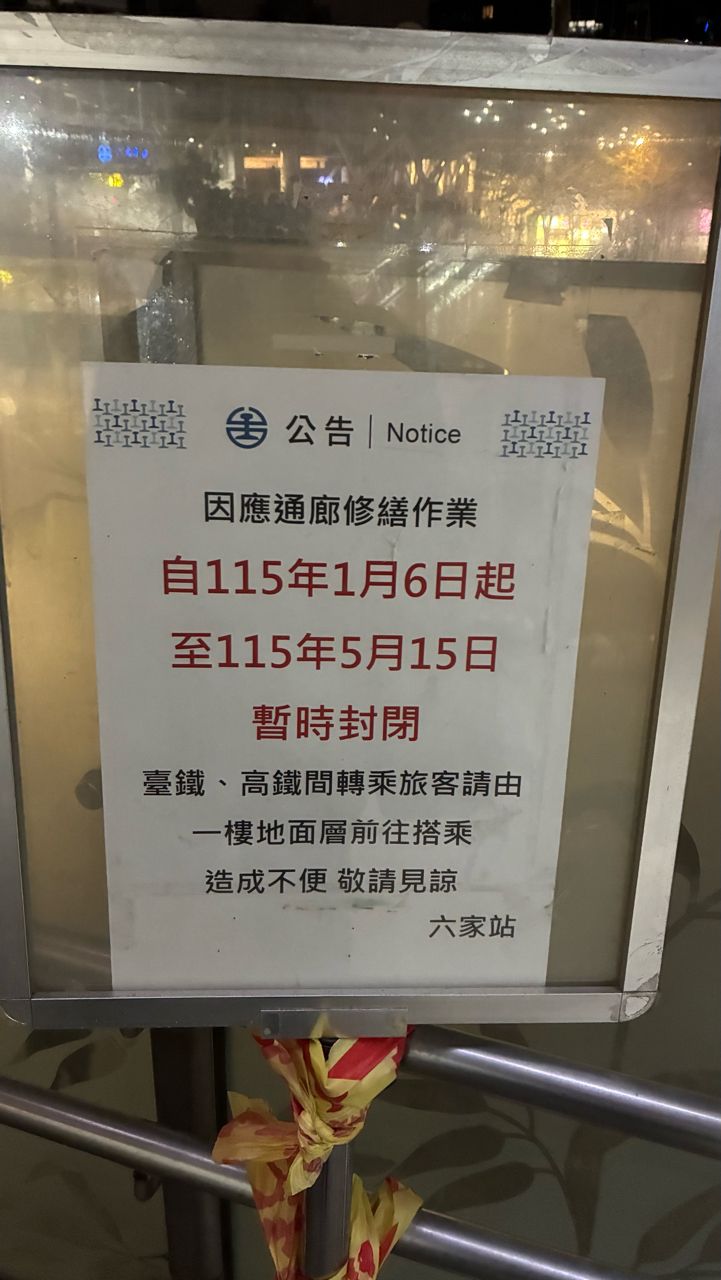 公告 | Notice
因應通廊修繕作業
自115年1月6日起
至115年5月15日
暫時封閉
臺鐵、高鐵間轉乘旅客請由
一樓地面層前往搭乘
造成不便 敬請見諒
六家站